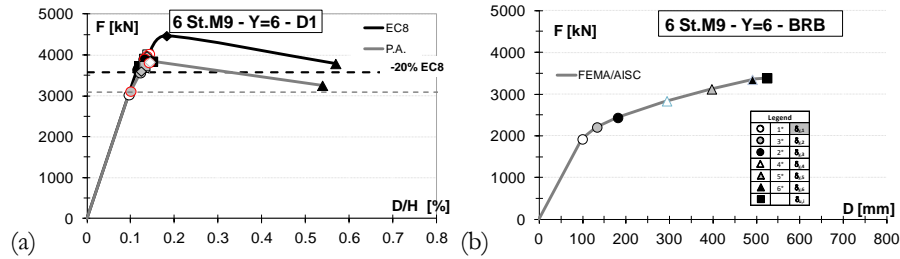 6 St.M9 - Y=6 - D1
F [kN]
5000
4000
3000
2000
1000
0
EC8
P.A.
-20% EC8
D/H [%]
0 0.1 0.2 0.3 0.4 0.5 0.6 0.7 0.8
(a)
6 St.M9 - Y=6 - BRB
F [kN]
5000
4000
3000
2000
1000
0
FEMA/AISC
Legend
1°
3°
2°
4°
5°
6°
D [mm]
0 100 200 300 400 500 600 700 800
(b)